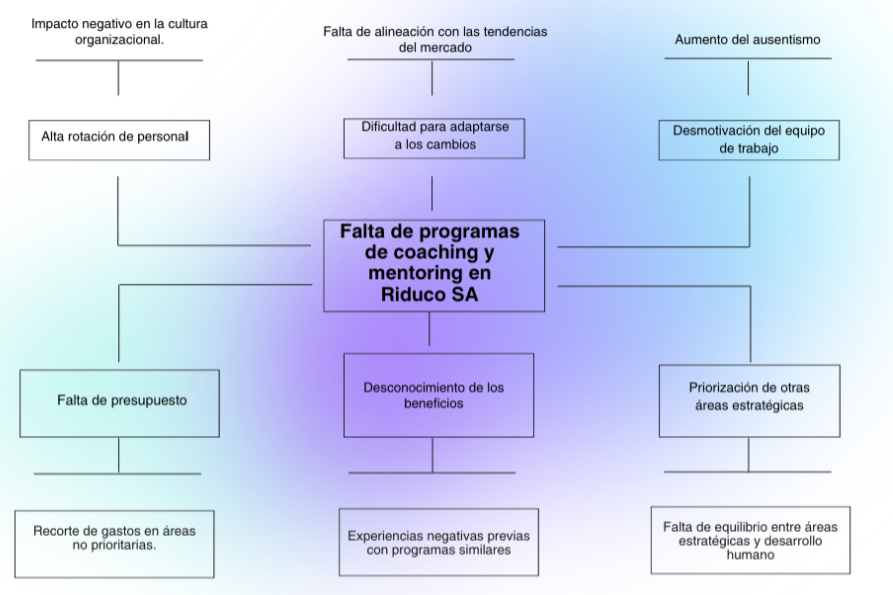 Impacto negativo en la cultura
organizacional.
Falta de alineación con las tendencias
del mercado
Aumento del ausentismo
Alta rotación de personal
Dificultad para adaptarse
a los cambios
Desmotivación del equipo
de trabajo
Falta de programas
de coaching y
mentoring en
Riduco SA
Falta de presupuesto
Desconocimiento de los
beneficios
Priorización de otras
áreas estratégicas
Recorte de gastos en áreas
no prioritarias.
Experiencias negativas previas
con programas similares
Falta de equilibrio entre áreas
estratégicas y desarrollo
humano